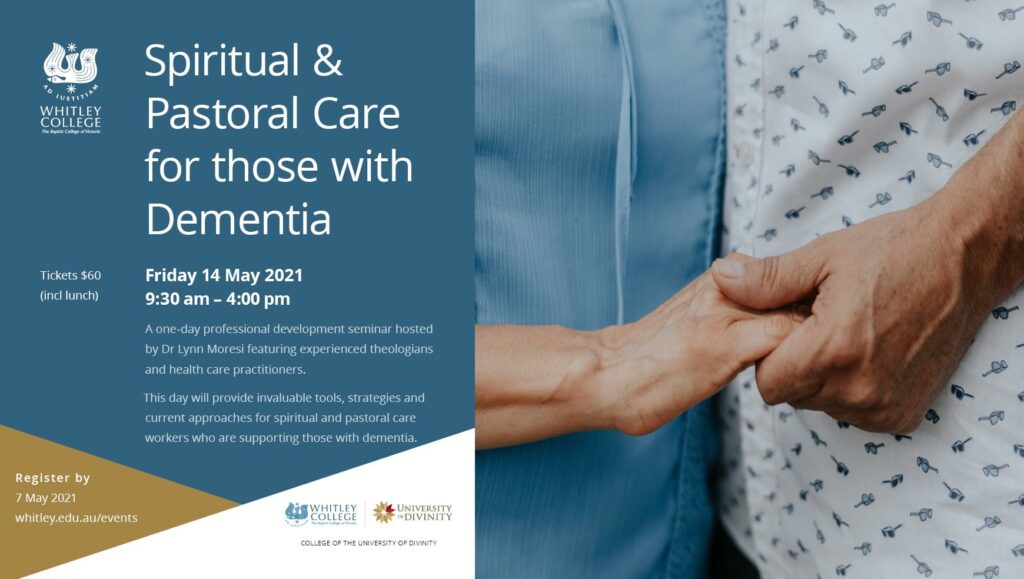 AD IUSTITIAM
WHITLEY
COLLEGE
The Baptist College of Victoria
Spiritual &
Pastoral Care
for those with
Dementia
Tickets $60
(incl lunch)
Friday 14 May 2021
9:30 am – 4:00 pm
A one-day professional development seminar hosted
by Dr Lynn Moresi featuring experienced theologians
and health care practitioners.
This day will provide invaluable tools, strategies and
current approaches for spiritual and pastoral care
workers who are supporting those with dementia.
Register by
7 May 2021
whitley.edu.au/events
WHITLEY
COLLEGE
The Baptist College of Victoria
UNIVERSITY
OF DIVINITY
COLLEGE OF THE UNIVERSITY OF DIVINITY